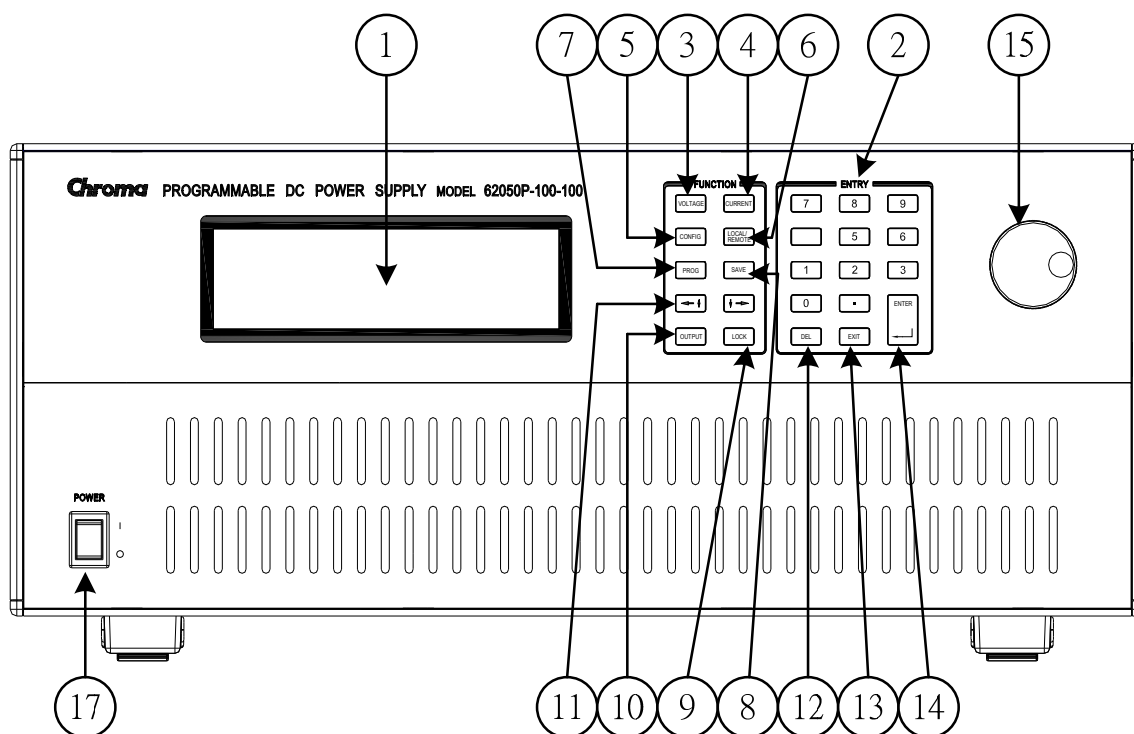 1
7 5 3 4 6 2 15
Chroma PROGRAMMABLE DC POWER SUPPLY MODEL 62050P-100-100
FUNCTION
VOLTAGE CURRENT
CONFIG LOCAL/
REMOTE
PROG SAVE
OUTPUT LOCK
ENTRY
7 8 9
5 6
1 2 3
0 . ENTER
DEL EXIT
POWER
I
O
17
11 10 9 8 12 13 14